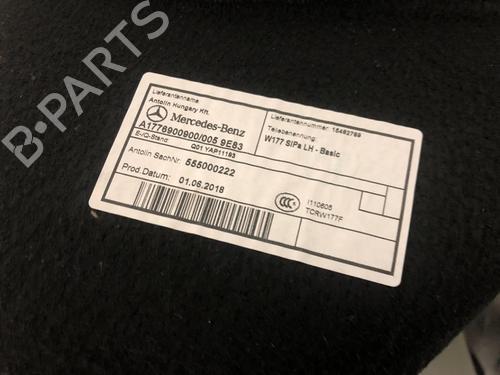 Lieferantenname
Antolin Hungary Kft.
Mercedes-Benz
A1776900900/005 9E83
E-/Q-Stand
Q01 YAP11193
Antolin SachNr. 555000222
Prod.Datum: 01.06.2018
Lieferantennummer: 15482789
Teilebenennung:
W177 SIPa LH - Basic
CCC
I110605
TCRW177F
B-PARTS